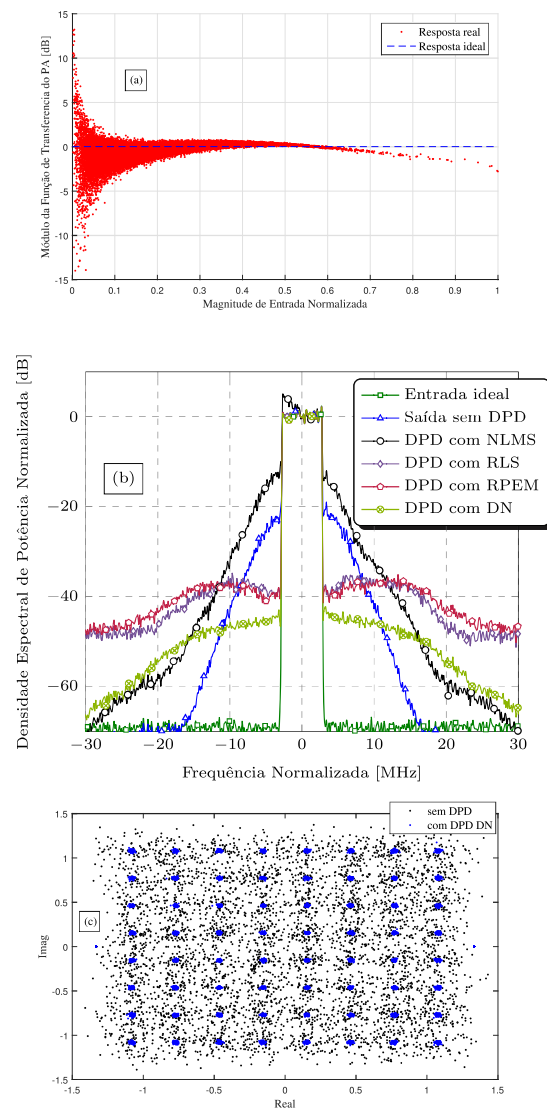 Módulo da Função de Transferencia do PA [dB]
15
10
5
0
-5
-10
-15
(a)
Resposta real
Resposta ideal
0 0.1 0.2 0.3 0.4 0.5 0.6 0.7 0.8 0.9 1
Magnitude de Entrada Normalizada
Densidade Espectral de Potência Normalizada [dB]
0
−20
−40
−60
(b)
Entrada ideal
Saída sem DPD
DPD com NLMS
DPD com RLS
DPD com RPEM
DPD com DN
−30 −20 −10 0 10 20 30
Frequência Normalizada [MHz]
Imag
1.5
1
0.5
0
-0.5
-1
-1.5
(c)
sem DPD
com DPD DN
-1.5 -1 -0.5 0 0.5 1 1.5
Real